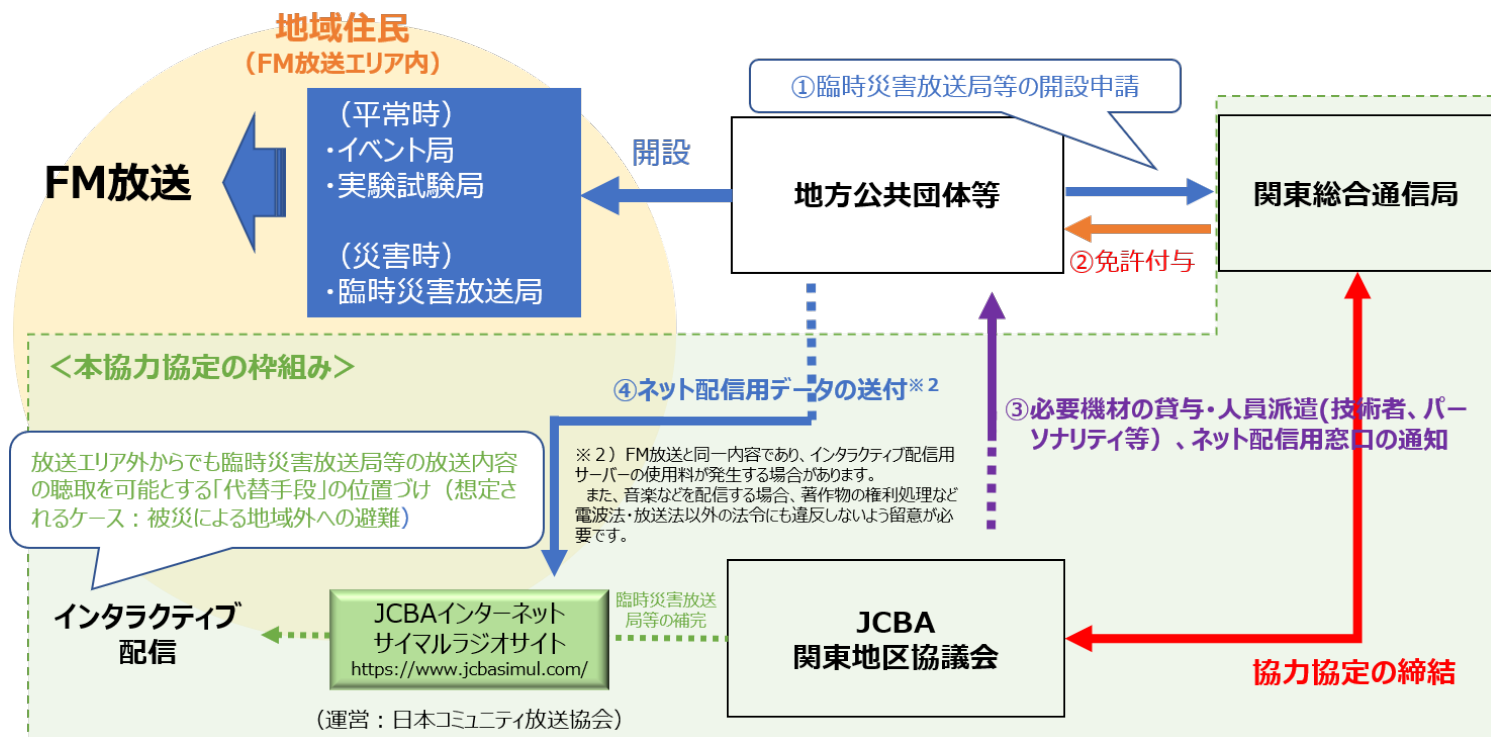 地域住民
（FM放送エリア内）
①臨時災害放送局等の開設申請
（平常時）
・イベント局
・実験試験局
（災害時）
・臨時災害放送局
FM放送
開設
地方公共団体等
関東総合通信局
②免許付与
＜本協力協定の枠組み＞
④ネット配信用データの送付※2
③必要機材の貸与・人員派遣(技術者、パー
ソナリティ等）、ネット配信用窓口の通知
※２）FM放送と同一内容であり、インタラクティブ配信用
サーバーの使用料が発生する場合があります。
また、音楽などを配信する場合、著作物の権利処理など
電波法・放送法以外の法令にも違反しないよう留意が必
要です。
放送エリア外からでも臨時災害放送局等の放送内容
の聴取を可能とする「代替手段」の位置づけ（想定さ
れるケース：被災による地域外への避難）
インタラクティブ
配信
JCBAインターネット
サイマルラジオサイト
https://www.jcbasimul.com/
（運営：日本コミュニティ放送協会）
臨時災害放送
局等の補完
JCBA
関東地区協議会
協力協定の締結